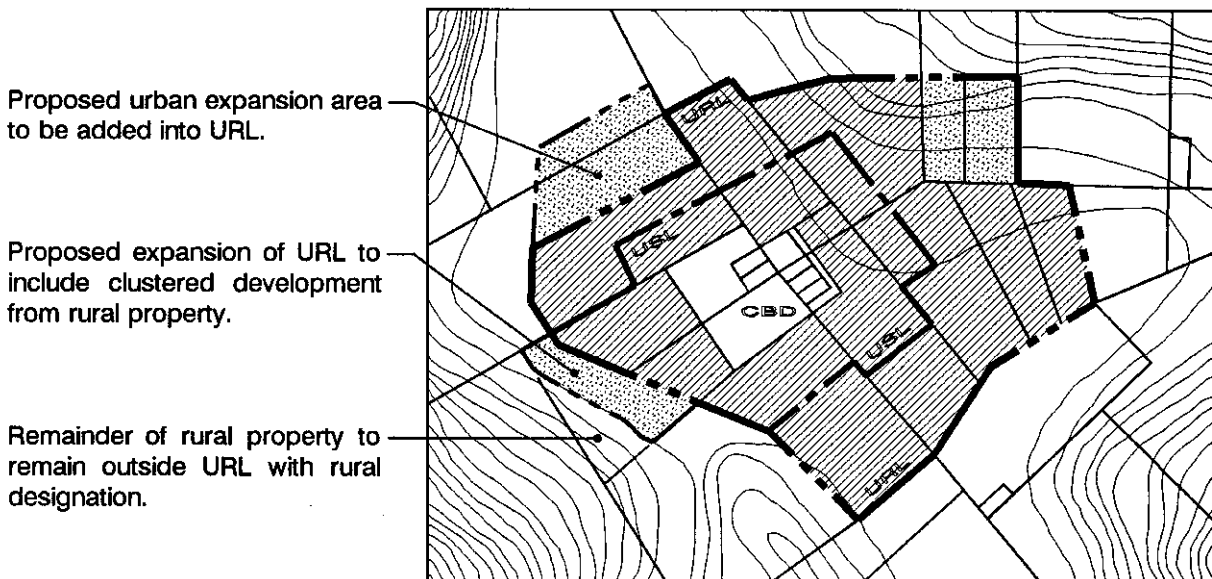 Proposed urban expansion area
to be added into URL.
Proposed expansion of URL to
include clustered development
from rural property.
Remainder of rural property to
remain outside URL with rural
designation.
URL
USL
CBD
USL
URL